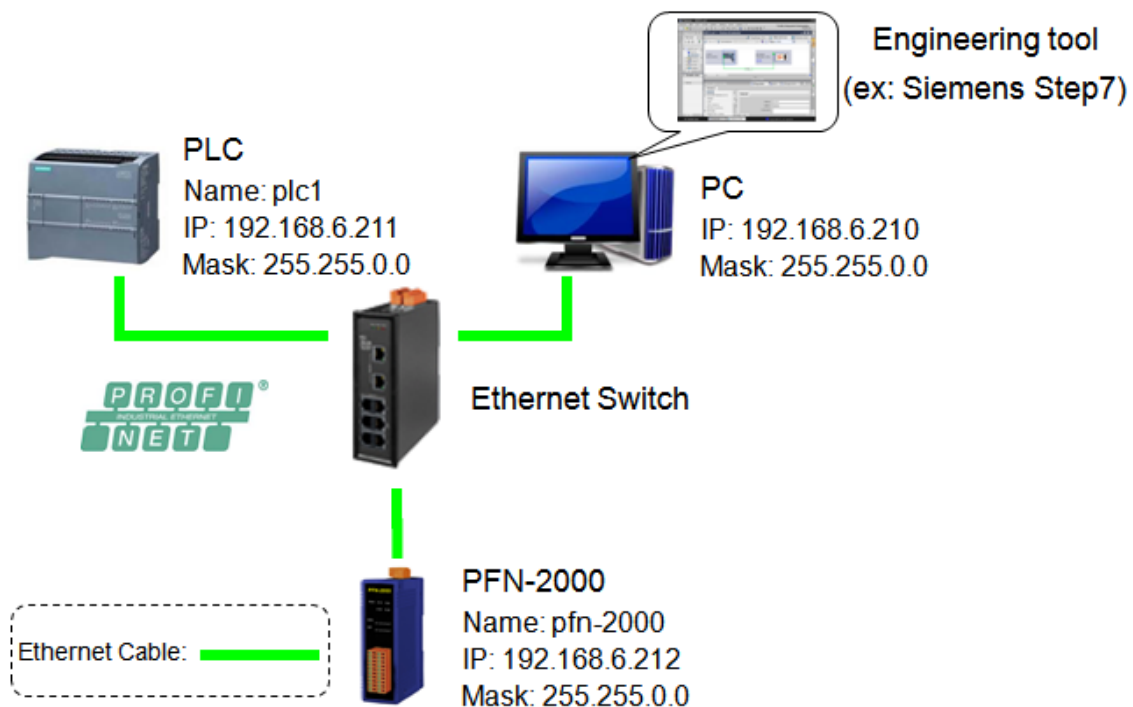 Engineering tool
(ex: Siemens Step7)
PLC
Name: plc1
IP: 192.168.6.211
Mask: 255.255.0.0
PC
IP: 192.168.6.210
Mask: 255.255.0.0
PROFI®
INDUSTRIAL ETHERNET
NET
Ethernet Switch
PFN-2000
PFN-2000
Name: pfn-2000
IP: 192.168.6.212
Mask: 255.255.0.0
Ethernet Cable: